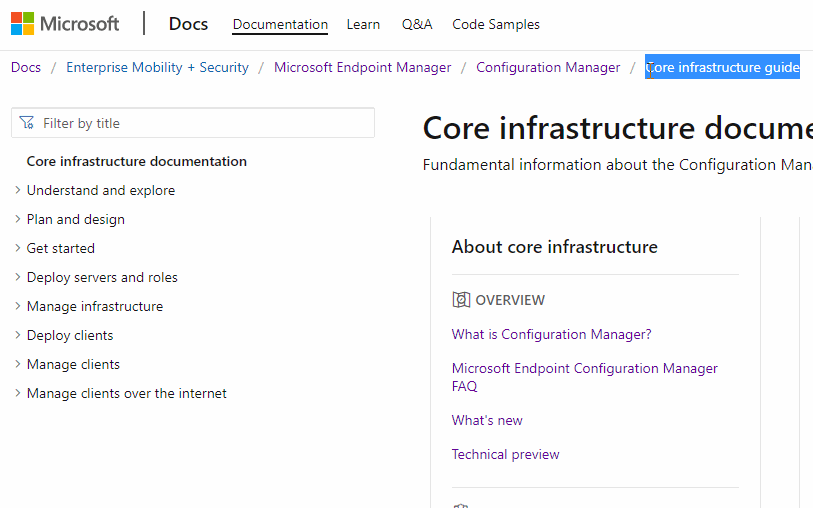 Microsoft Docs Documentation Learn Q&A Code Samples
Docs / Enterprise Mobility + Security / Microsoft Endpoint Manager / Configuration Manager / Core infrastructure guide
Filter by title
Core infrastructure documentation
Understand and explore
Plan and design
Get started
Deploy servers and roles
Manage infrastructure
Deploy clients
Manage clients
Manage clients over the internet
Core infrastructure docume
Fundamental information about the Configuration Man
About core infrastructure
OVERVIEW
What is Configuration Manager?
Microsoft Endpoint Configuration Manager
FAQ
What's new
Technical preview